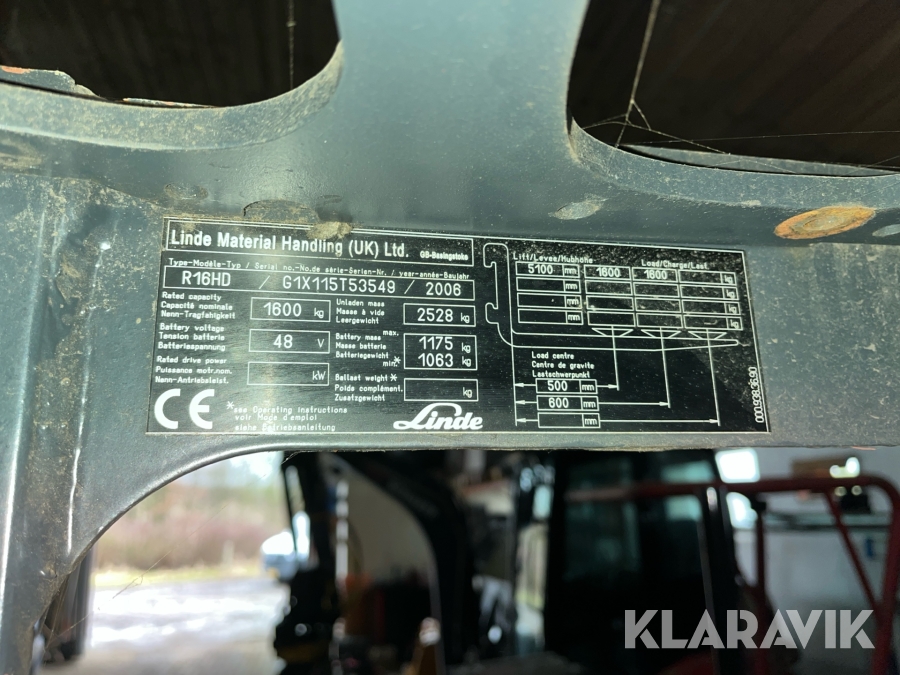 Linde Material Handling (UK) Ltd. GB-Basingstoke
Type-Modèle-Typ / Serial no.-No.de série-Serien-Nr. / year-année-Baujahr
R16HD / G1X115T53549 / 2006
Rated capacity
Capacité nominale
Nenn-Tragfähigkeit
1600 kg
Unladen mass
Masse à vide
Leergewicht
2528 kg
Battery voltage
Tension batterie
Batteriespannung
48 V
Battery mass
Masse batterie
Batteriegewicht
max. 1175 kg
min.* 1063 kg
Rated drive power
Puissance motr.nom.
Nenn-Antriebsleist.
kW
Ballast weight*
Poids complément.
Zusatzgewicht
kg
CE
*see Operating instructions
voir Mode d'emploi
siehe Betriebsanleitung
Linde
Lift/Levée/Hubhöhe Load/Charge/Last
5100 mm 1600 1600 kg
mm kg
mm kg
mm kg
Load centre
Centre de gravite
Lastschwerpunkt
500 mm
600 mm
mm
000.938.36.90
KLARAVIK